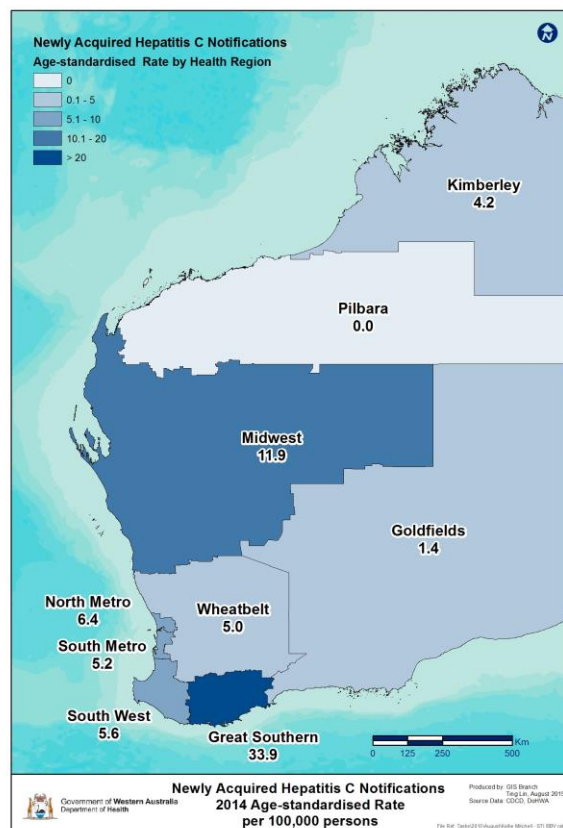 Newly Acquired Hepatitis C Notifications
Age-standardised Rate by Health Region
0
0.1 - 5
5.1 - 10
10.1 - 20
> 20
N
Kimberley
4.2
Pilbara
0.0
Midwest
11.9
Goldfields
1.4
North Metro
6.4
Wheatbelt
5.0
South Metro
5.2
South West
5.6
Great Southern
33.9
Km
0 125 250 500
Government of Western Australia
Department of Health
Newly Acquired Hepatitis C Notifications
2014 Age-standardised Rate
per 100,000 persons
Produced by: GIS Branch
Ting Lin, August 2015
Source Data: CDCD, DoHWA